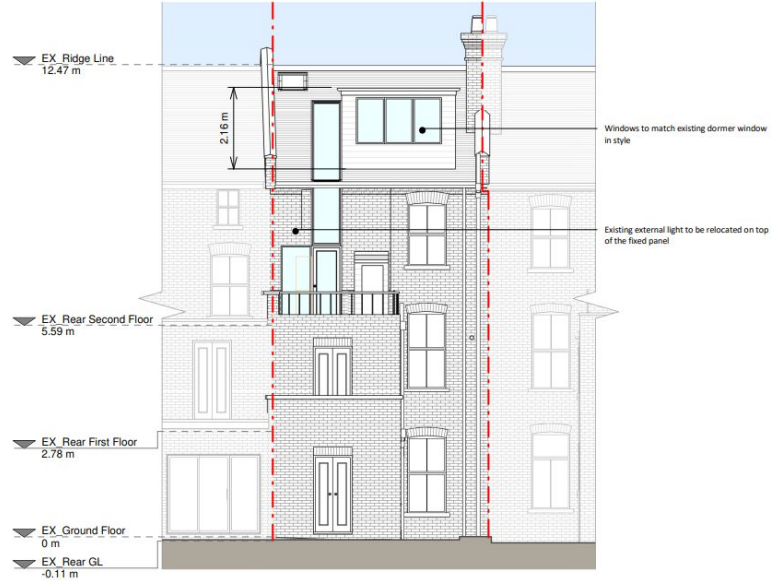 EX_Ridge Line
12.47 m
2.16 m
Windows to match existing dormer window
in style
Existing external light to be relocated on top
of the fixed panel
EX_Rear Second Floor
5.59 m
EX_Rear First Floor
2.78 m
EX_Ground Floor
0 m
EX_Rear GL
-0.11 m